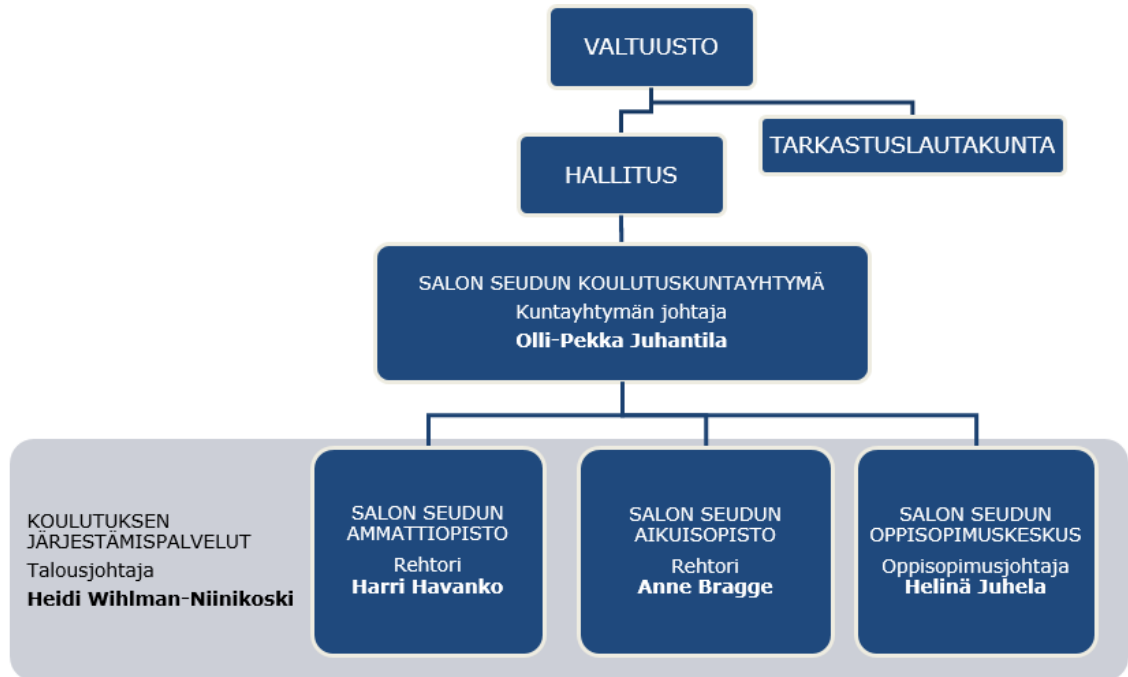 VALTUUSTO
TARKASTUSLAUTAKUNTA
HALLITUS
SALON SEUDUN KOULUTUSKUNTAYHTYMÄ
Kuntayhtymän johtaja
Olli-Pekka Juhantila
KOULUTUKSEN
JÄRJESTÄMISPALVELUT
Talousjohtaja
Heidi Wihlman-Niinikoski
SALON SEUDUN
AMMATTIOPISTO
Rehtori
Harri Havanko
SALON SEUDUN
AIKUISOPISTO
Rehtori
Anne Bragge
SALON SEUDUN
OPPISOPIMUSKESKUS
Oppisopimusjohtaja
Helinä Juhela